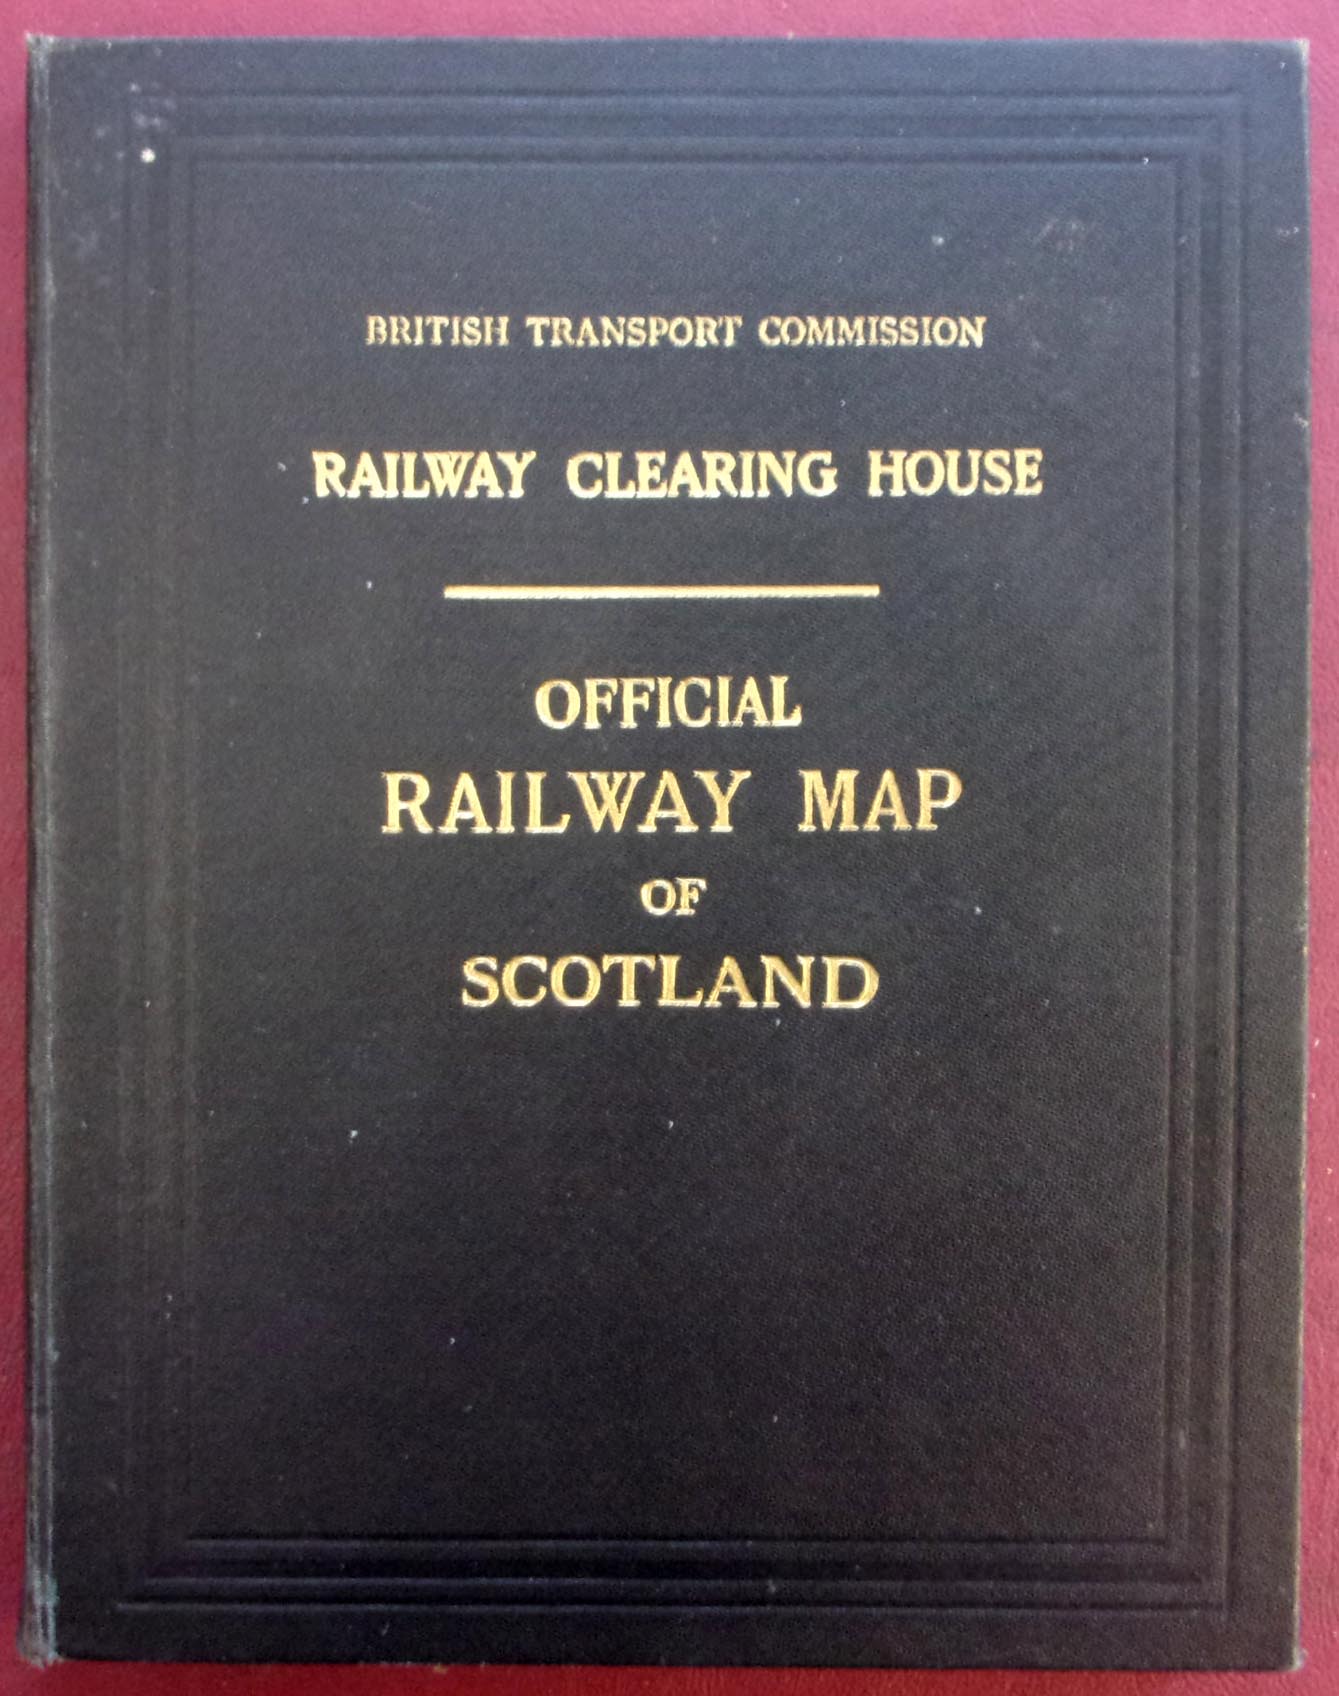 BRITISH TRANSPORT COMMISSION
RAILWAY CLEARING HOUSE
OFFICIAL
RAILWAY MAP
OF
SCOTLAND